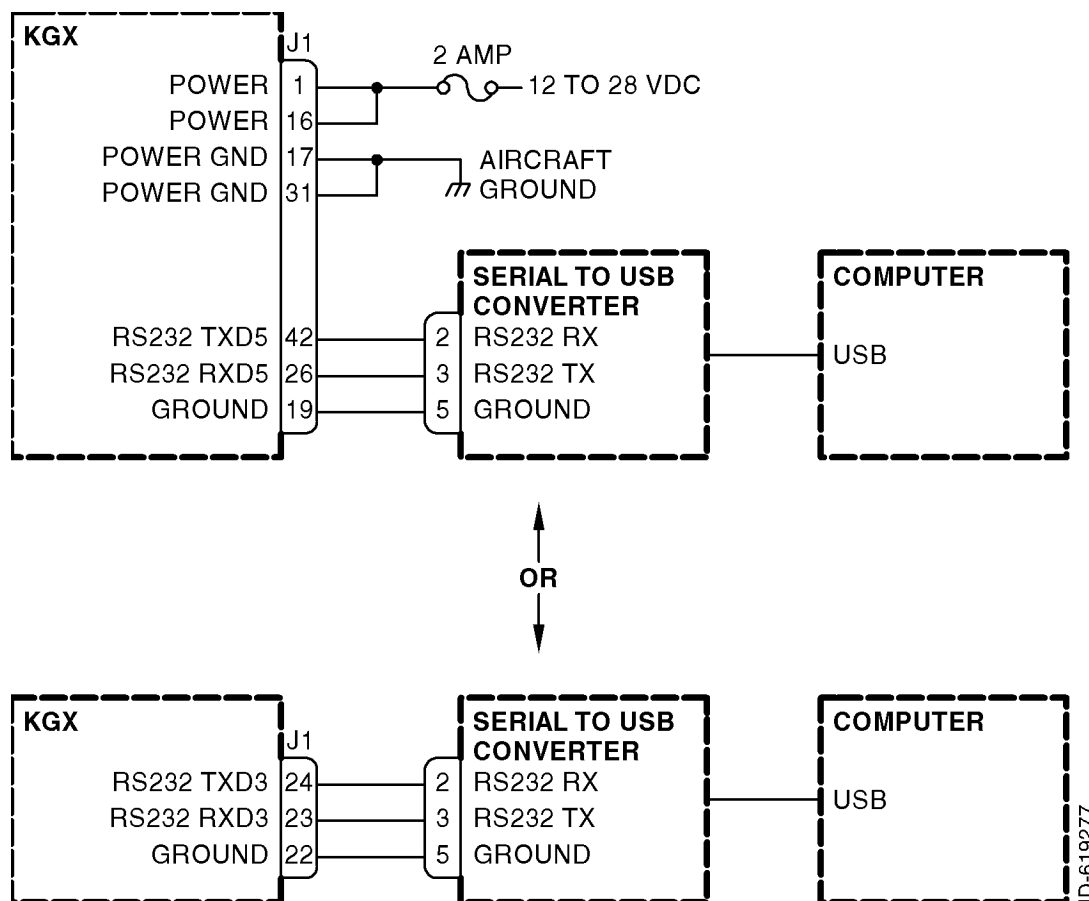 KGX
J1
2 AMP
POWER 1 12 TO 28 VDC
POWER 16
POWER GND 17 AIRCRAFT
POWER GND 31 GROUND
SERIAL TO USB
CONVERTER
COMPUTER
RS232 TXD5 42 2 RS232 RX
USB
RS232 RXD5 26 3 RS232 TX
GROUND 19 5 GROUND
OR
KGX
J1
SERIAL TO USB
CONVERTER
COMPUTER
RS232 TXD3 24 2 RS232 RX
USB
RS232 RXD3 23 3 RS232 TX
GROUND 22 5 GROUND